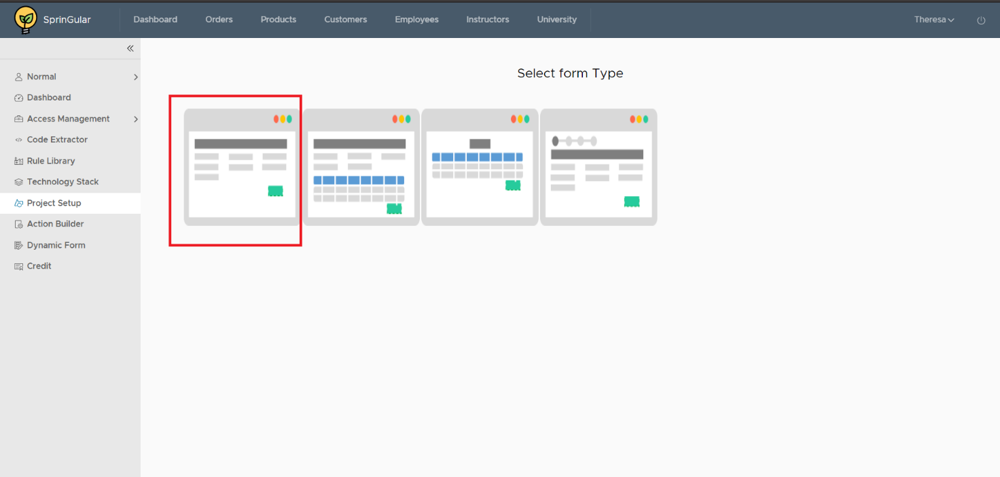 SprinGular
Dashboard Orders Products Customers Employees Instructors University
Theresa
Normal
Dashboard
Access Management
Code Extractor
Rule Library
Technology Stack
Project Setup
Action Builder
Dynamic Form
Credit
Select form Type